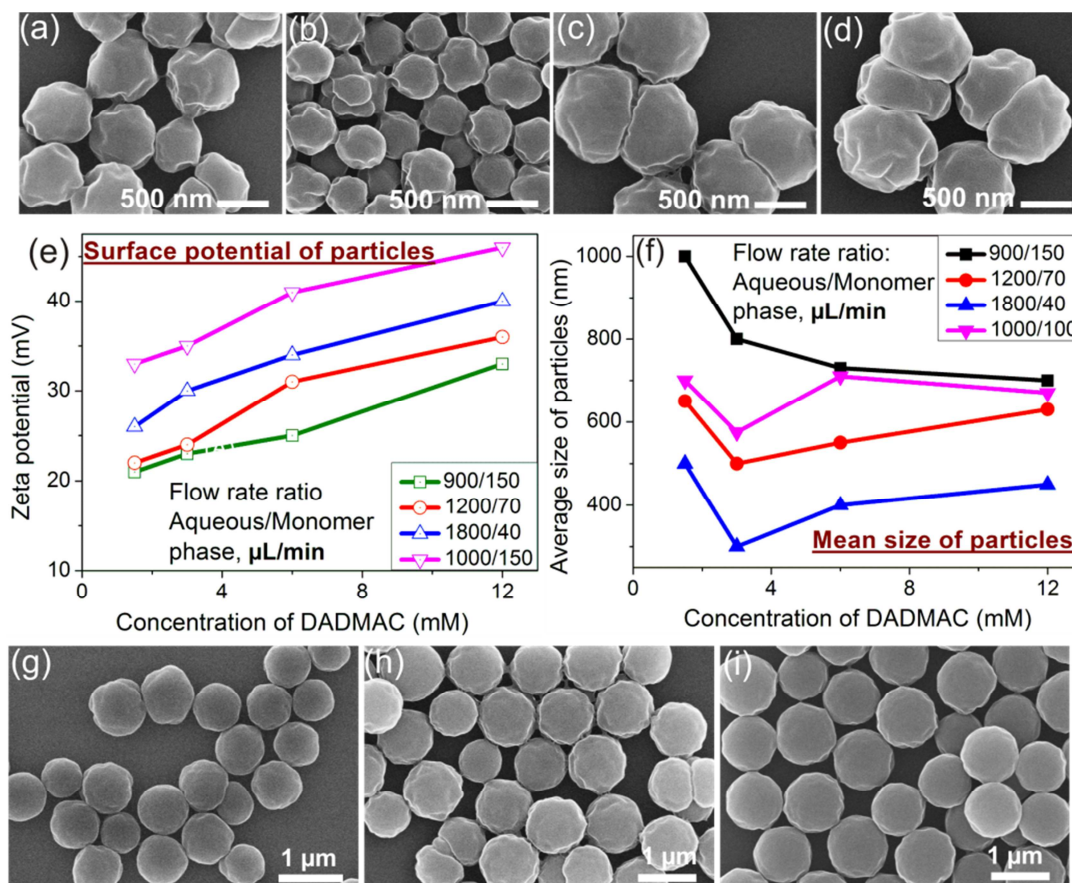 (a)
(b)
(c)
(d)
500 nm
500 nm
500 nm
500 nm
(e)
Surface potential of particles
Zeta potential (mV)
40
30
20
10
Flow rate ratio
Aqueous/Monomer
phase, µL/min
900/150
1200/70
1800/40
1000/150
0
4
8
12
Concentration of DADMAC (mM)
(f)
Flow rate ratio:
Aqueous/Monomer
phase, µL/min
900/150
1200/70
1800/40
1000/100
Average size of particles (nm)
1000
800
600
400
Mean size of particles
0
2
4
6
8
10
12
Concentration of DADMAC (mM)
(g)
(h)
(i)
1 µm
1 µm
1 µm